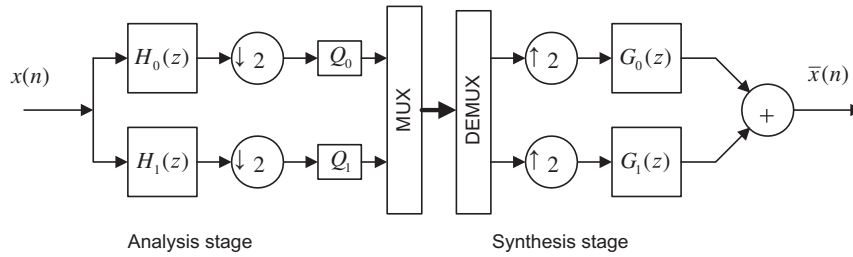 x(n)
H₀(z)
↓ 2
Q₀
MUX
DEMUX
↑ 2
G₀(z)
x̄(n)
+
H₁(z)
↓ 2
Q₁
↑ 2
G₁(z)
Analysis stage
Synthesis stage